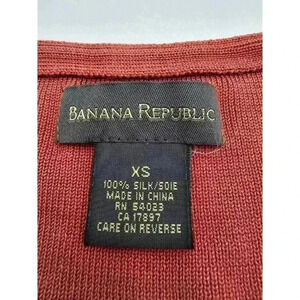 BANANA REPUBLIC
XS
100% SILK/SOIE
MADE IN CHINA
RN 54023
CA 17897
CARE ON REVERSE